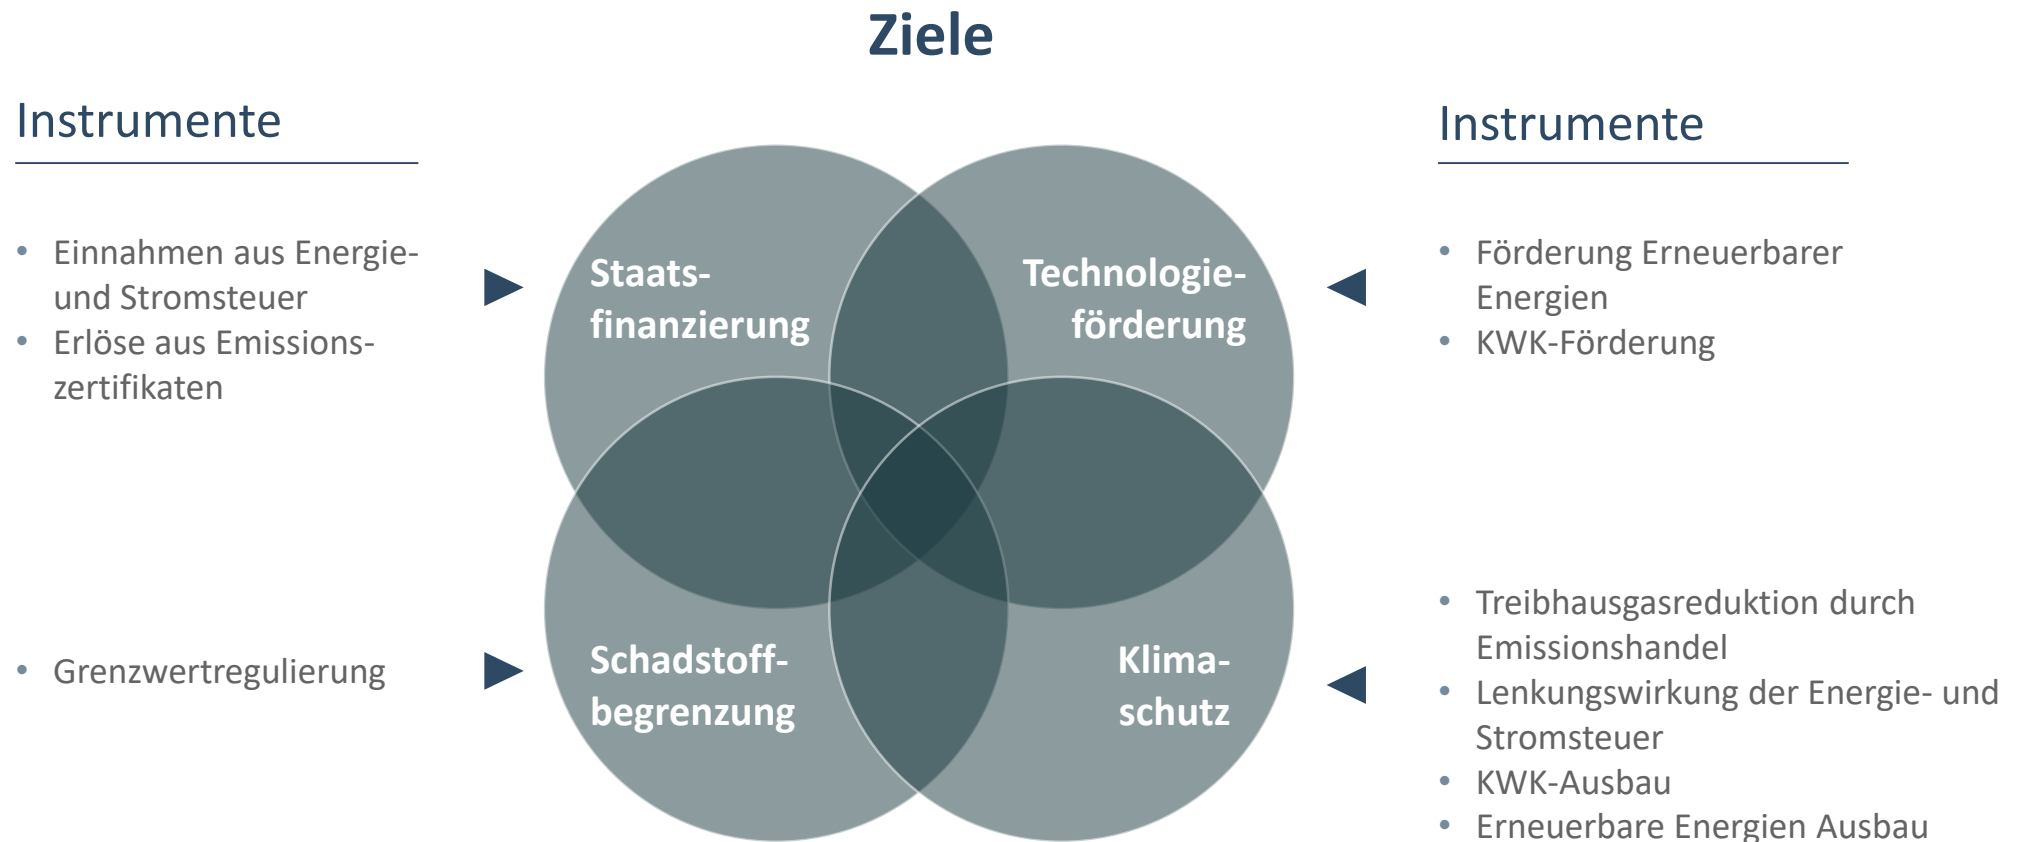 Ziele
Instrumente
• Einnahmen aus Energie-
und Stromsteuer
• Erlöse aus Emissions-
zertifikaten
• Grenzwertregulierung
Staats-
finanzierung
Technologie-
förderung
Schadstoff-
begrenzung
Klima-
schutz
Instrumente
• Förderung Erneuerbarer
Energien
• KWK-Förderung
• Treibhausgasreduktion durch
Emissionshandel
• Lenkungswirkung der Energie- und
Stromsteuer
• KWK-Ausbau
• Erneuerbare Energien Ausbau